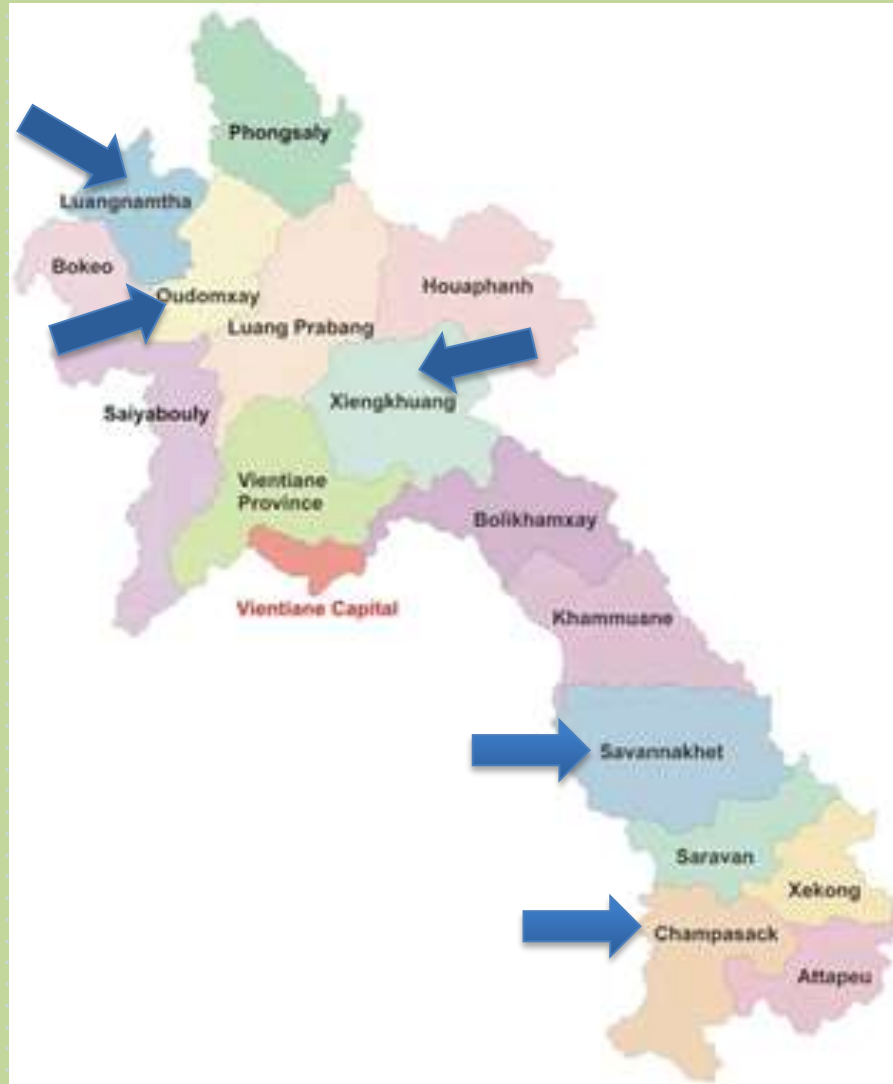 Phongsaly
Luangnamtha
Bokeo
Oudomxay
Houaphanh
Luang Prabang
Xiengkhuang
Saiyabouly
Vientiane
Province
Bolikhamxay
Vientiane Capital
Khammuane
Savannakhet
Saravan
Xekong
Champasack
Attapeu